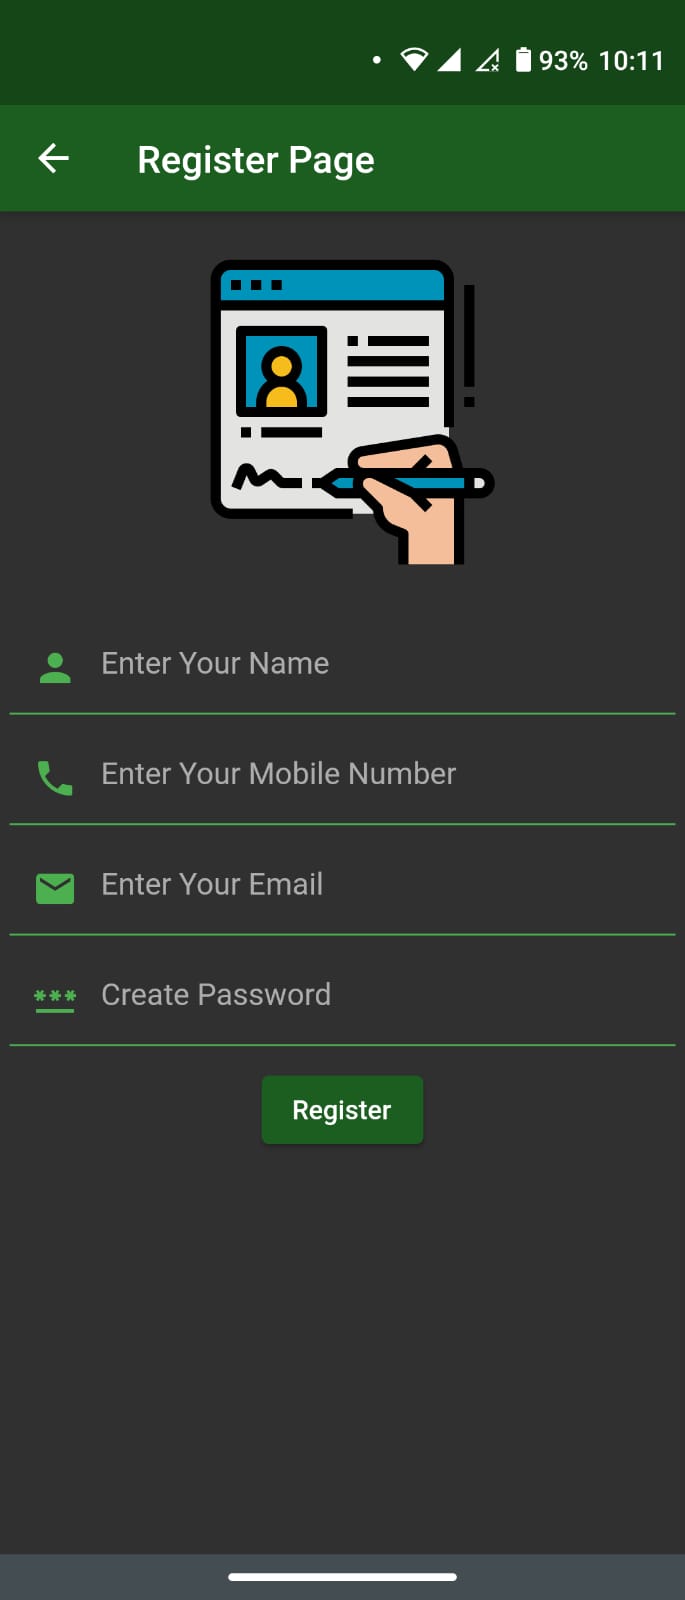 93% 10:11
Register Page
Enter Your Name
Enter Your Mobile Number
Enter Your Email
*** Create Password
Register